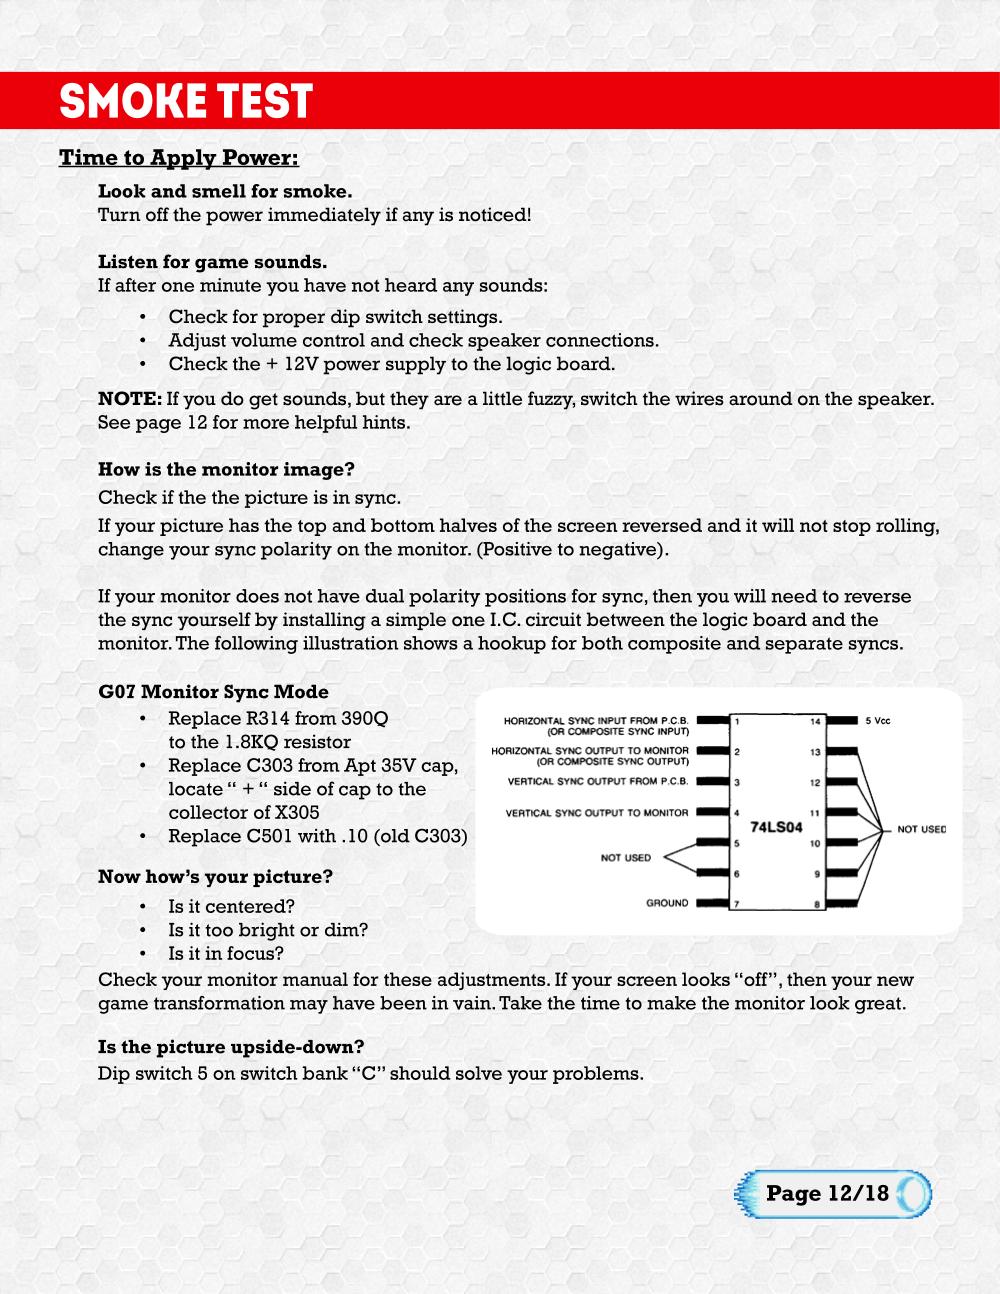 SMOKE TEST
Time to Apply Power:
Look and smell for smoke.
Turn off the power immediately if any is noticed!
Listen for game sounds.
If after one minute you have not heard any sounds:
• Check for proper dip switch settings.
• Adjust volume control and check speaker connections.
• Check the + 12V power supply to the logic board.
NOTE: If you do get sounds, but they are a little fuzzy, switch the wires around on the speaker.
See page 12 for more helpful hints.
How is the monitor image?
Check if the the picture is in sync.
If your picture has the top and bottom halves of the screen reversed and it will not stop rolling,
change your sync polarity on the monitor. (Positive to negative).
If your monitor does not have dual polarity positions for sync, then you will need to reverse
the sync yourself by installing a simple one I.C. circuit between the logic board and the
monitor. The following illustration shows a hookup for both composite and separate syncs.
G07 Monitor Sync Mode
• Replace R314 from 390Q
to the 1.8KQ resistor
• Replace C303 from Apt 35V cap,
locate “ + “ side of cap to the
collector of X305
• Replace C501 with .10 (old C303)
HORIZONTAL SYNC INPUT FROM P.C.B.
(OR COMPOSITE SYNC INPUT)
HORIZONTAL SYNC OUTPUT TO MONITOR
(OR COMPOSITE SYNC OUTPUT)
VERTICAL SYNC OUTPUT FROM P.C.B.
VERTICAL SYNC OUTPUT TO MONITOR
NOT USED
GROUND
1
2
3
4
5
6
7
74LS04
14
13
12
11
10
9
8
5 Vcc
NOT USED
Now how’s your picture?
• Is it centered?
• Is it too bright or dim?
• Is it in focus?
Check your monitor manual for these adjustments. If your screen looks “off”, then your new
game transformation may have been in vain. Take the time to make the monitor look great.
Is the picture upside-down?
Dip switch 5 on switch bank “C” should solve your problems.
Page 12/18